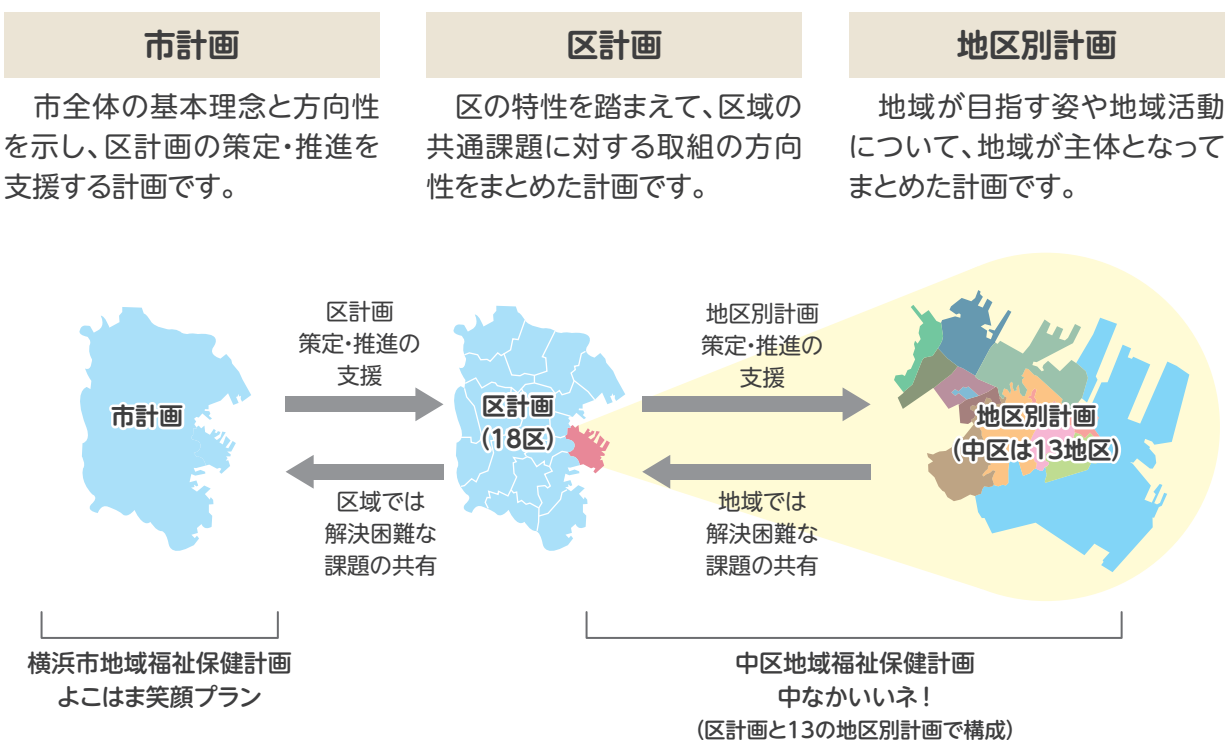 市計画
市全体の基本理念と方向性
を示し、区計画の策定・推進を
支援する計画です。
区計画
区の特性を踏まえて、区域の
共通課題に対する取組の方向
性をまとめた計画です。
地区別計画
地域が目指す姿や地域活動
について、地域が主体となって
まとめた計画です。
市計画
区計画
策定・推進の
支援
区域では
解決困難な
課題の共有
区計画
(18区)
地区別計画
策定・推進の
支援
地域では
解決困難な
課題の共有
地区別計画
(中区は13地区)
横浜市地域福祉保健計画
よこはま笑顔プラン
中区地域福祉保健計画
中なかいいネ！
(区計画と13の地区別計画で構成)